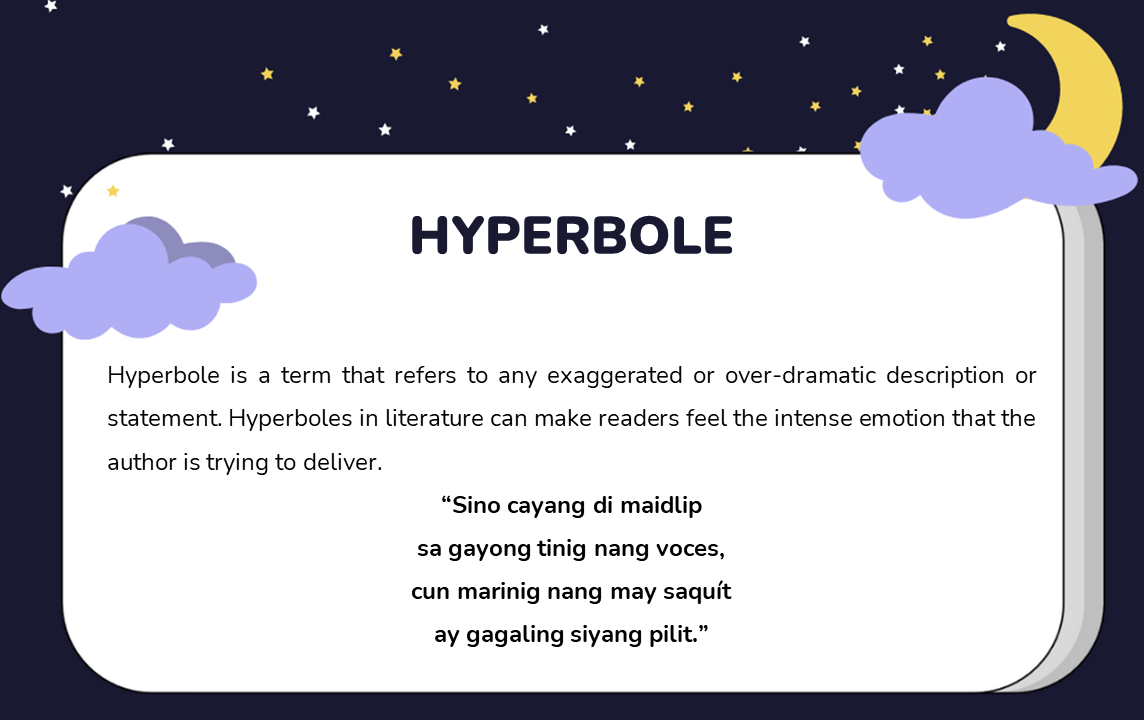 HYPERBOLE
Hyperbole is a term that refers to any exaggerated or over-dramatic description or
statement. Hyperboles in literature can make readers feel the intense emotion that the
author is trying to deliver.
“Sino cayang di maidlip
sa gayong tinig nang voces,
cun marinig nang may saquít
ay gagaling siyang pilit.”